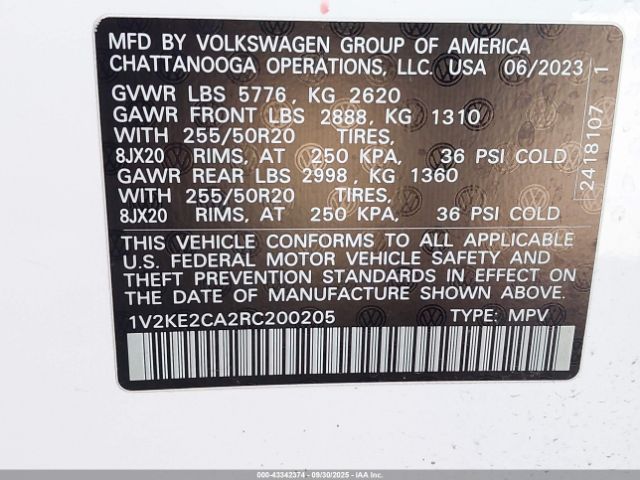 MFD BY VOLKSWAGEN GROUP OF AMERICA
CHATTANOOGA OPERATIONS, LLC. USA 06/2023
GVWR LBS 5776, KG 2620
GAWR FRONT LBS 2888, KG 1310
WITH 255/50R20 TIRES,
8JX20 RIMS, AT 250 KPA, 36 PSI COLD
GAWR REAR LBS 2998, KG 1360
WITH 255/50R20 TIRES,
8JX20 RIMS, AT 250 KPA, 36 PSI COLD
THIS VEHICLE CONFORMS TO ALL APPLICABLE
U.S. FEDERAL MOTOR VEHICLE SAFETY AND
THEFT PREVENTION STANDARDS IN EFFECT ON
THE DATE OF MANUFACTURE SHOWN ABOVE.
1V2KE2CA2RC200205 TYPE: MPV
2418107 1
© COPART - 43342374 - 09/30/2025 - COPART USA